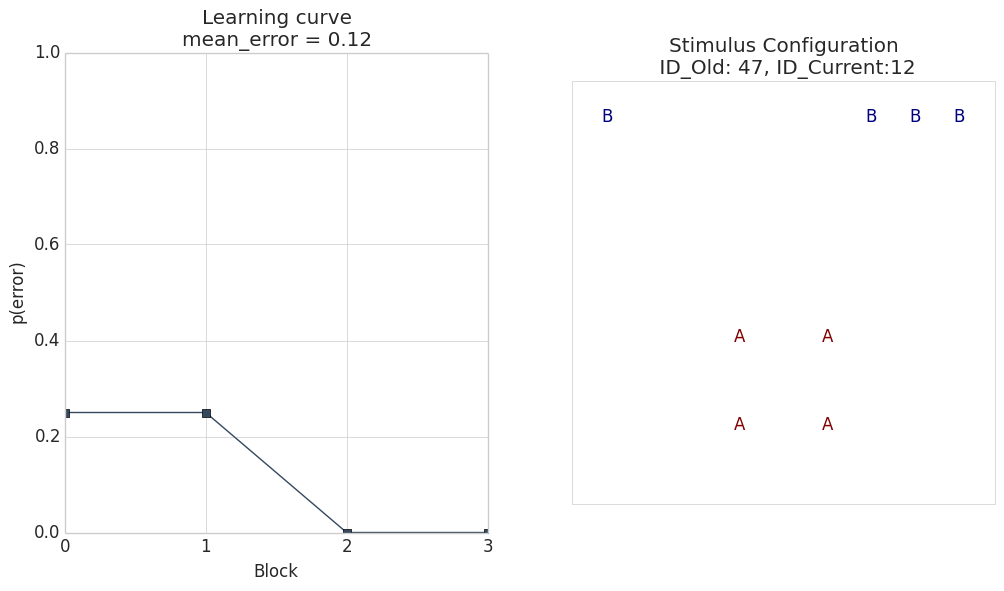 Learning curve
mean_error = 0.12
1.0
0.8
0.6
0.4
0.2
0.0
p(error)
0 1 2 3
Block
Stimulus Configuration
ID_Old: 47, ID_Current:12
B B B B
A A
A A